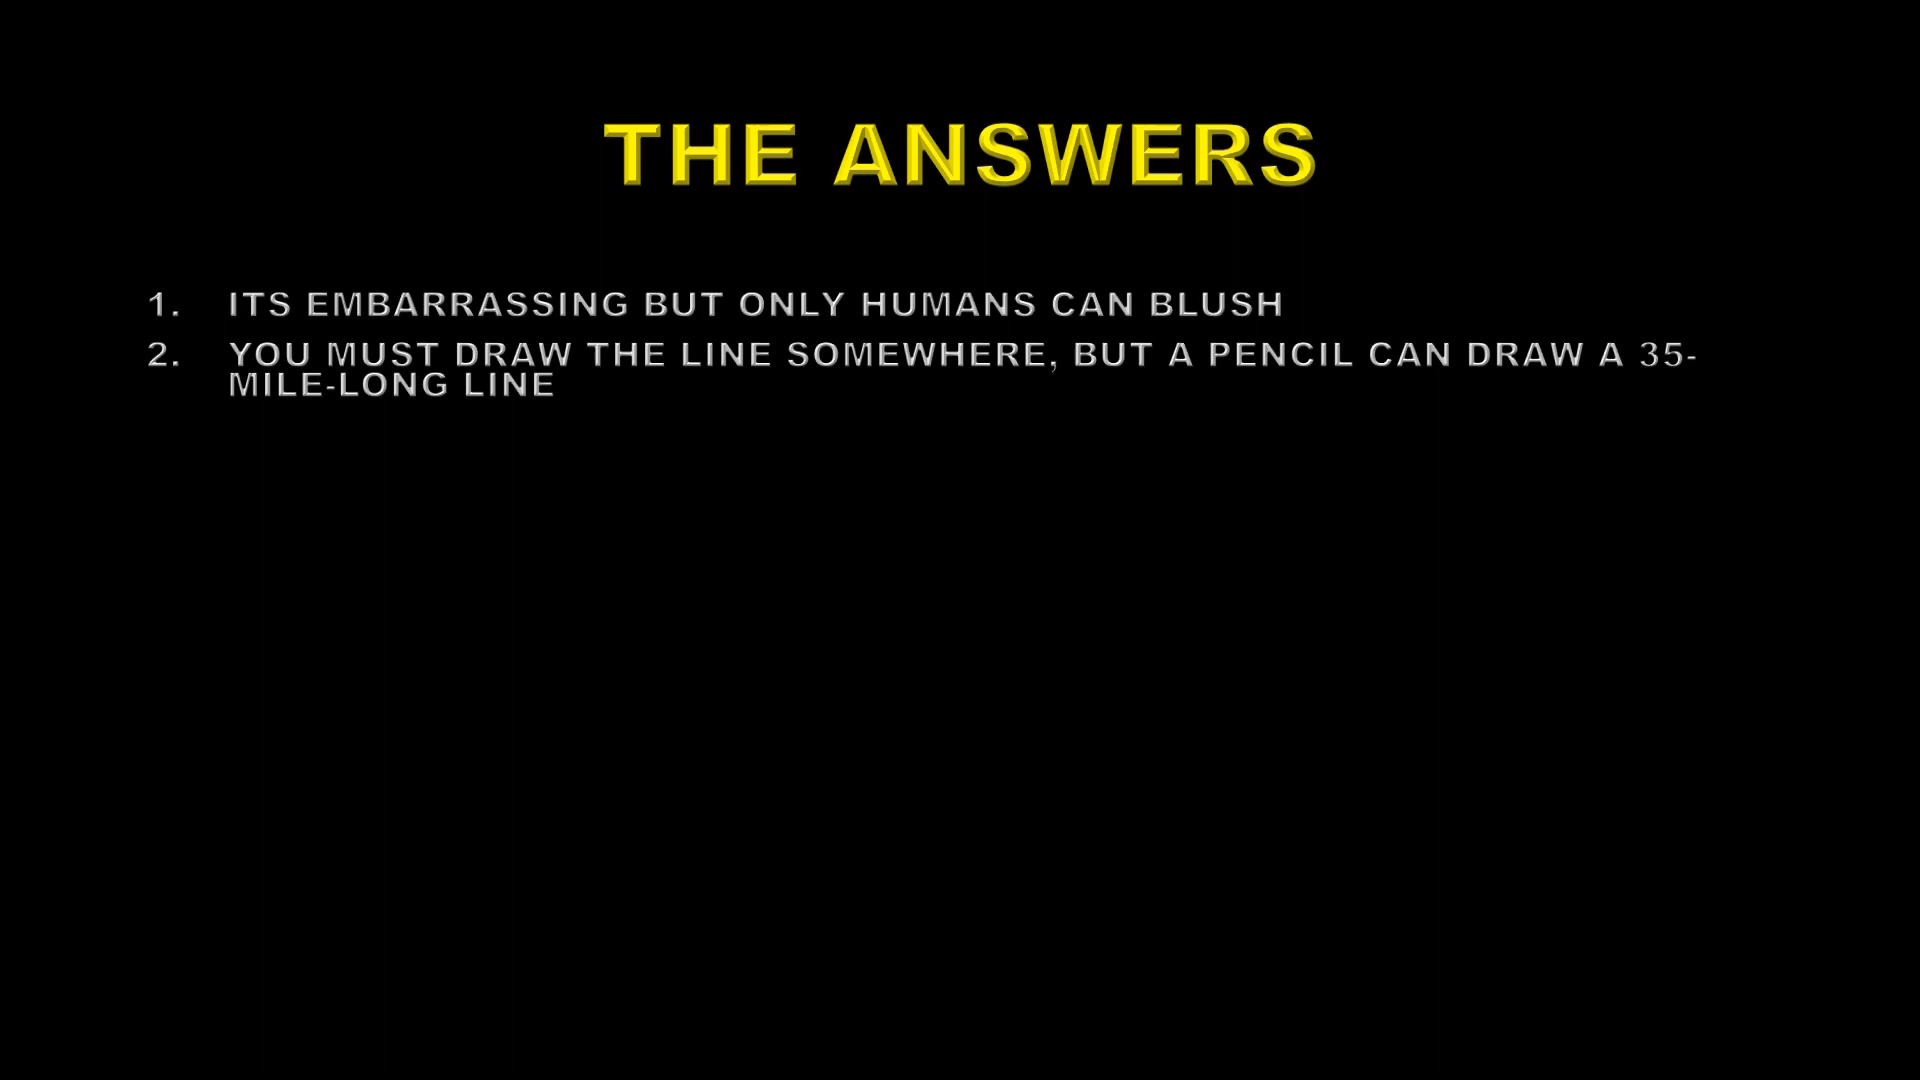 THE ANSWERS
1. ITS EMBARRASSING BUT ONLY HUMANS CAN BLUSH
2. YOU MUST DRAW THE LINE SOMEWHERE, BUT A PENCIL CAN DRAW A 35-
MILE-LONG LINE